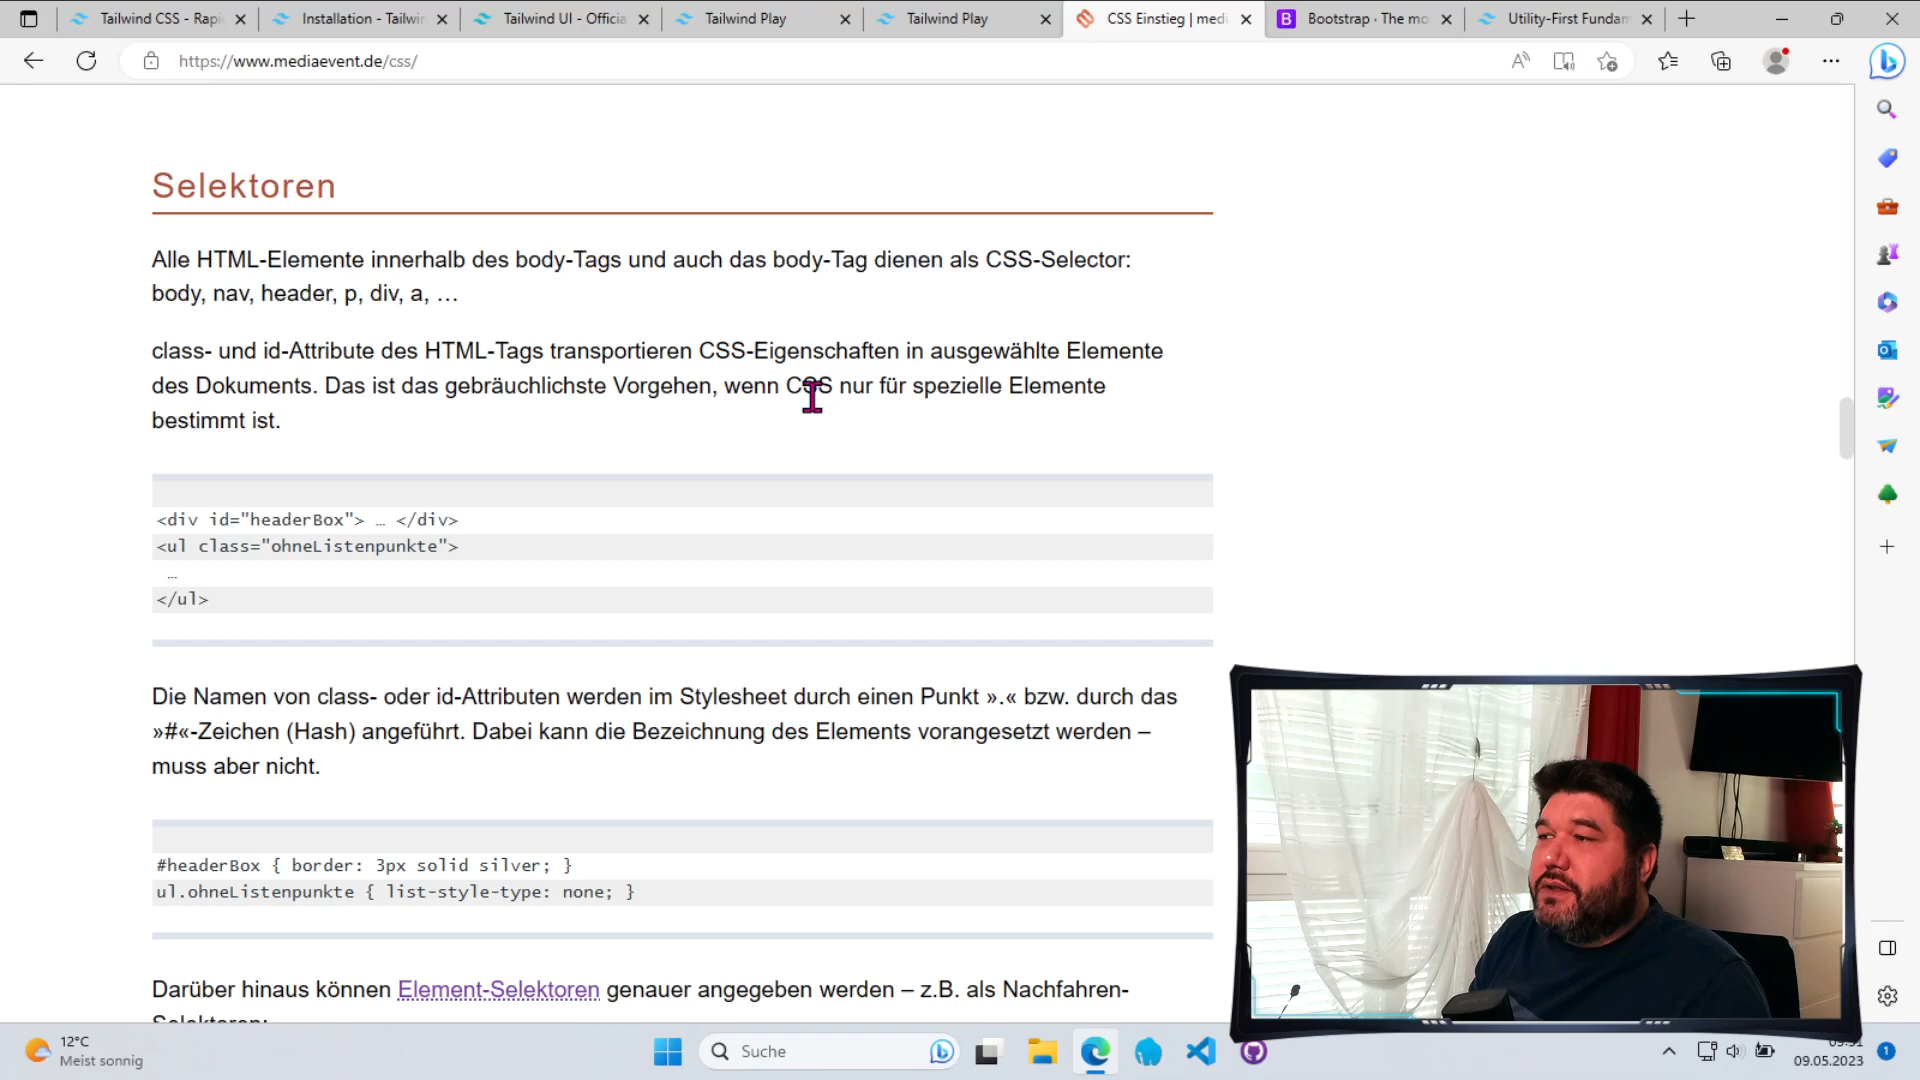 Tailwind CSS - Rapi
Installation - Tailwin
Tailwind UI - Officia
Tailwind Play
Tailwind Play
CSS Einstieg | medi
Bootstrap · The mo
Utility-First Fundam
https://www.mediaevent.de/css/
Selektoren
Alle HTML-Elemente innerhalb des body-Tags und auch das body-Tag dienen als CSS-Selector:
body, nav, header, p, div, a, …
class- und id-Attribute des HTML-Tags transportieren CSS-Eigenschaften in ausgewählte Elemente
des Dokuments. Das ist das gebräuchlichste Vorgehen, wenn CSS nur für spezielle Elemente
bestimmt ist.
<div id="headerBox"> … </div>
<ul class="ohneListenpunkte">
…
</ul>
Die Namen von class- oder id-Attributen werden im Stylesheet durch einen Punkt ».« bzw. durch das
»#«-Zeichen (Hash) angeführt. Dabei kann die Bezeichnung des Elements vorangesetzt werden –
muss aber nicht.
#headerBox { border: 3px solid silver; }
ul.ohneListenpunkte { list-style-type: none; }
Darüber hinaus können Element-Selektoren genauer angegeben werden – z.B. als Nachfahren-
Selektoren:
12°C
Meist sonnig
Suche
09.05.2023
1